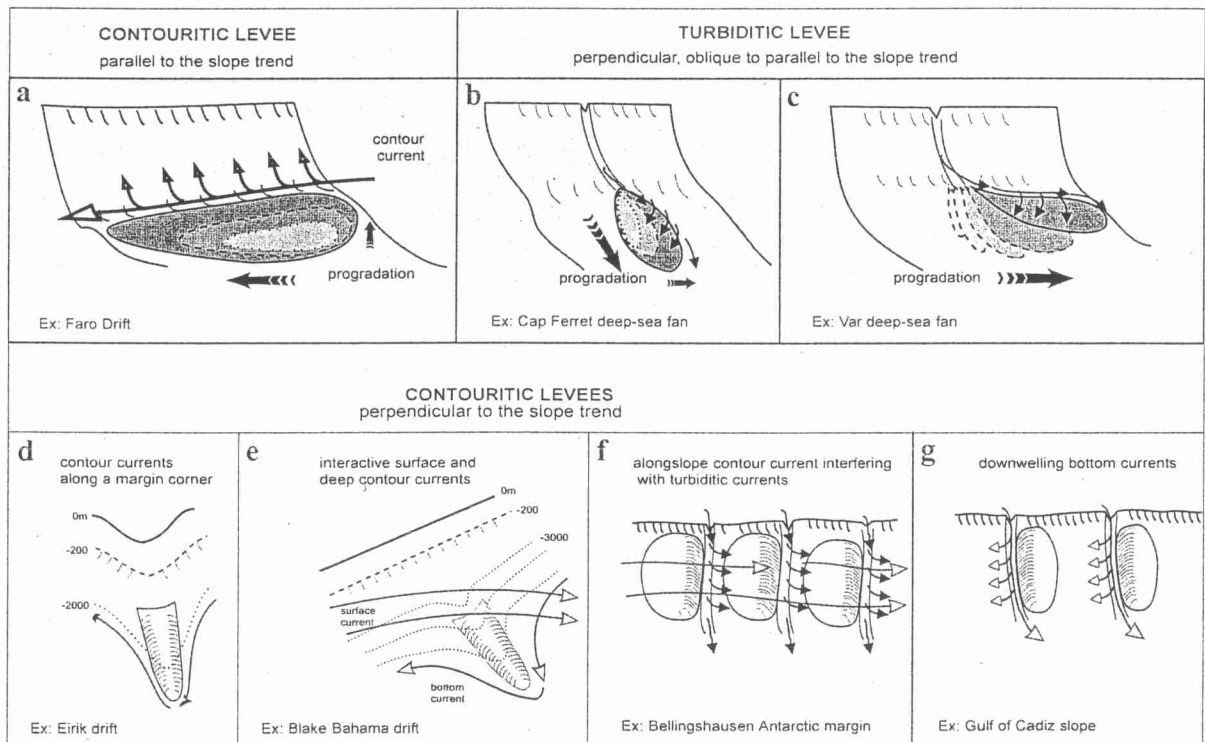 CONTOURITIC LEVEE
parallel to the slope trend
TURBIDITIC LEVEE
perpendicular, oblique to parallel to the slope trend
a
contour
current
progradation
Ex: Faro Drift
b
progradation
Ex: Cap Ferret deep-sea fan
c
progradation
Ex: Var deep-sea fan
CONTOURITIC LEVEES
perpendicular to the slope trend
d
contour currents
along a margin corner
0m
-200
-2000
Ex: Eirik drift
e
interactive surface and
deep contour currents
0m
-200
-3000
surface
current
bottom
current
Ex: Blake Bahama drift
f
alongslope contour current interfering
with turbiditic currents
Ex: Bellingshausen Antarctic margin
g
downwelling bottom currents
Ex: Gulf of Cadiz slope